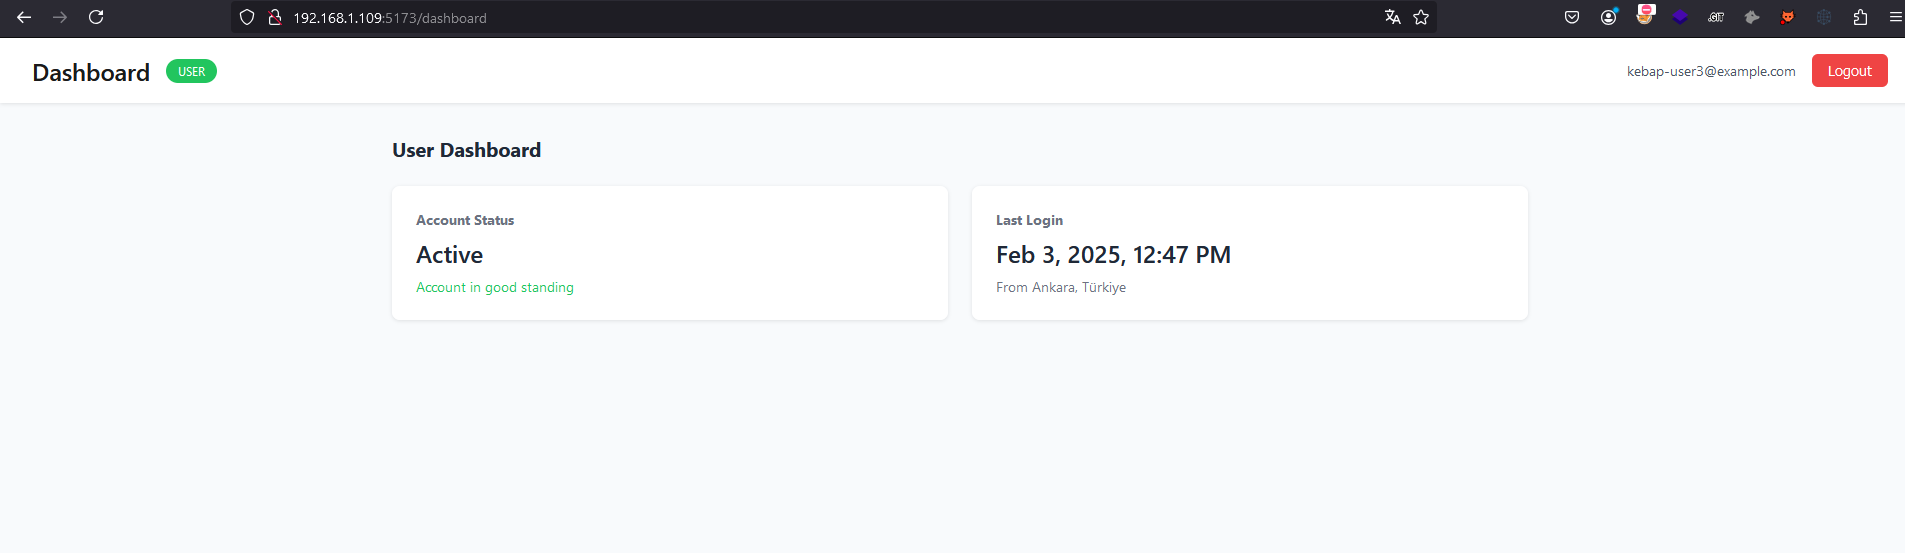 192.168.1.109:5173/dashboard
.GIT
Dashboard USER kebap-user3@example.com Logout
User Dashboard
Account Status
Active
Account in good standing
Last Login
Feb 3, 2025, 12:47 PM
From Ankara, Türkiye